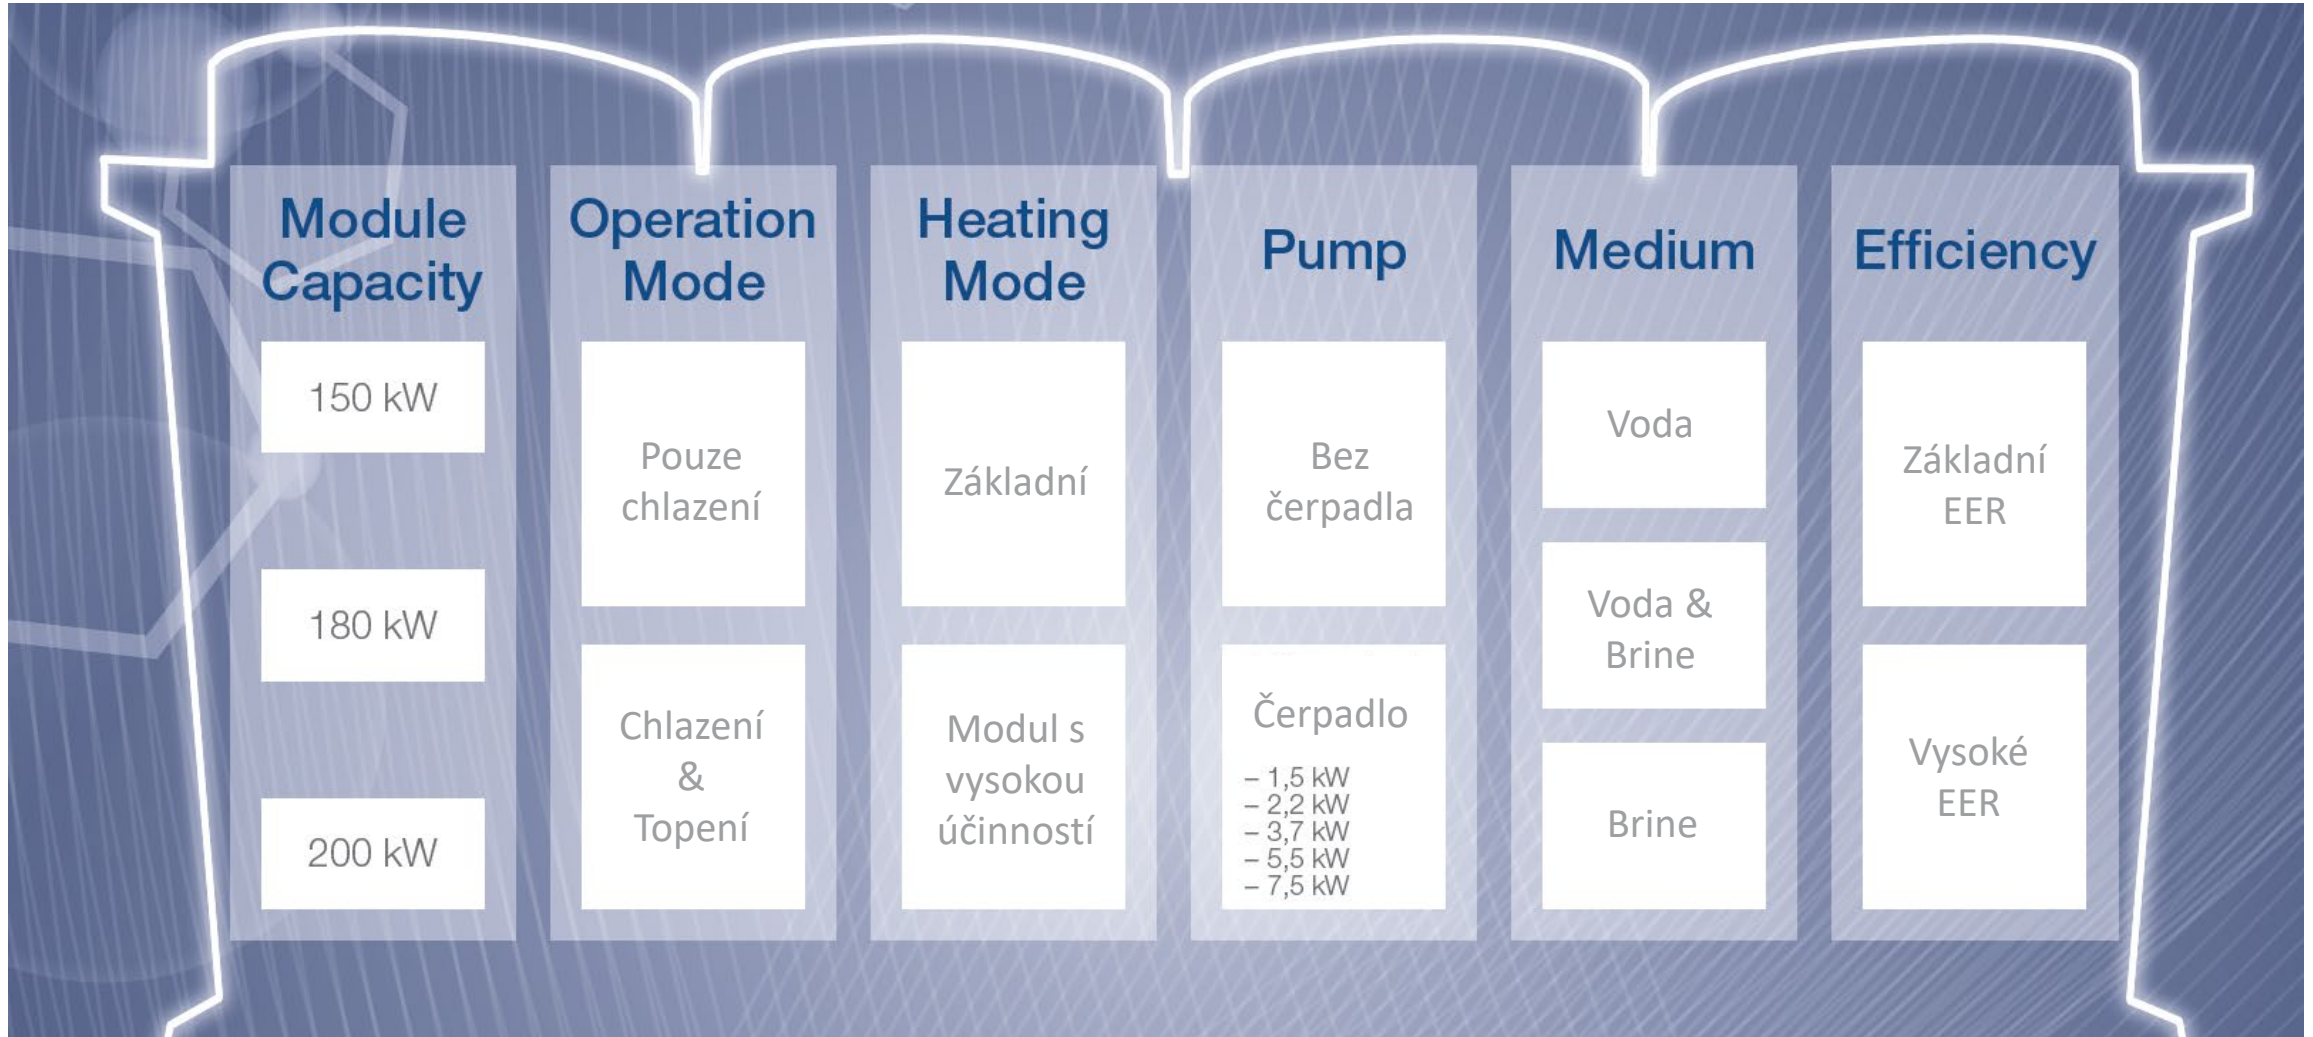 Module
Capacity
150 kW
180 kW
200 kW
Operation
Mode
Pouze
chlazení
Chlazení
&
Topení
Heating
Mode
Základní
Modul s
vysokou
účinností
Pump
Bez
čerpadla
Čerpadlo
– 1,5 kW
– 2,2 kW
– 3,7 kW
– 5,5 kW
– 7,5 kW
Medium
Voda
Voda &
Brine
Brine
Efficiency
Základní
EER
Vysoké
EER